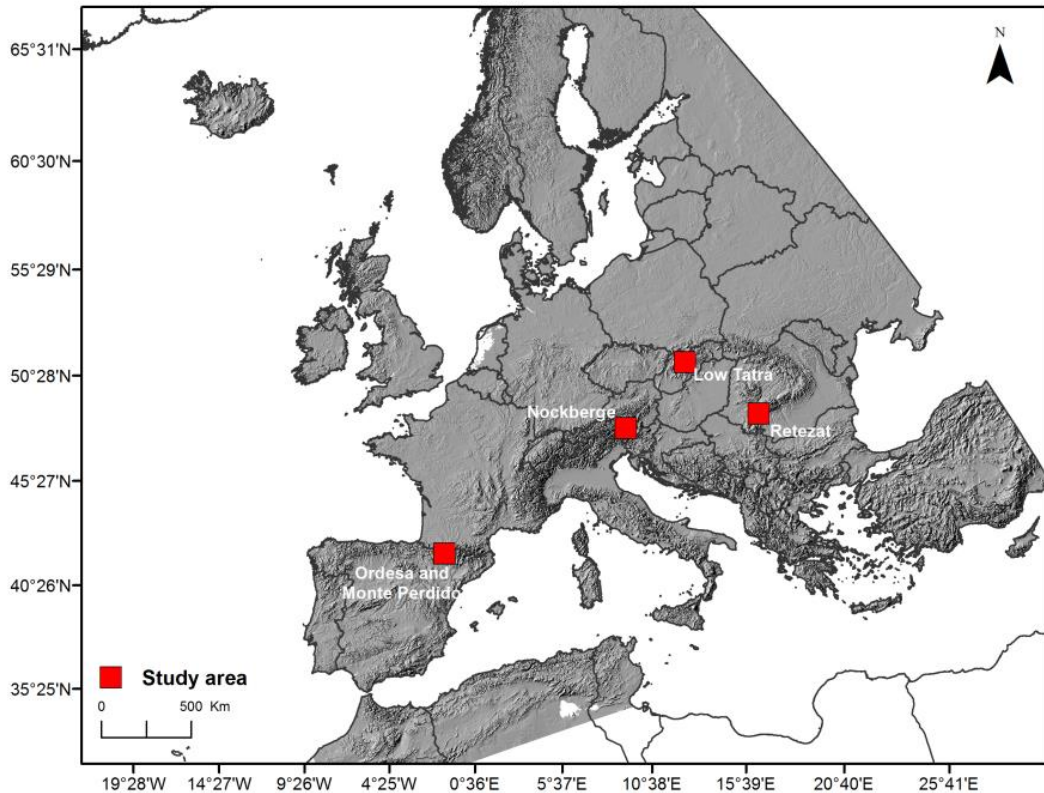 N
65°31'N
60°30'N
55°29'N
50°28'N
45°27'N
40°26'N
35°25'N
Low Tatra
Nockberge
Retezat
Ordesa and
Monte Perdido
Study area
0 500 Km
19°28'W 14°27'W 9°26'W 4°25'W 0°36'E 5°37'E 10°38'E 15°39'E 20°40'E 25°41'E